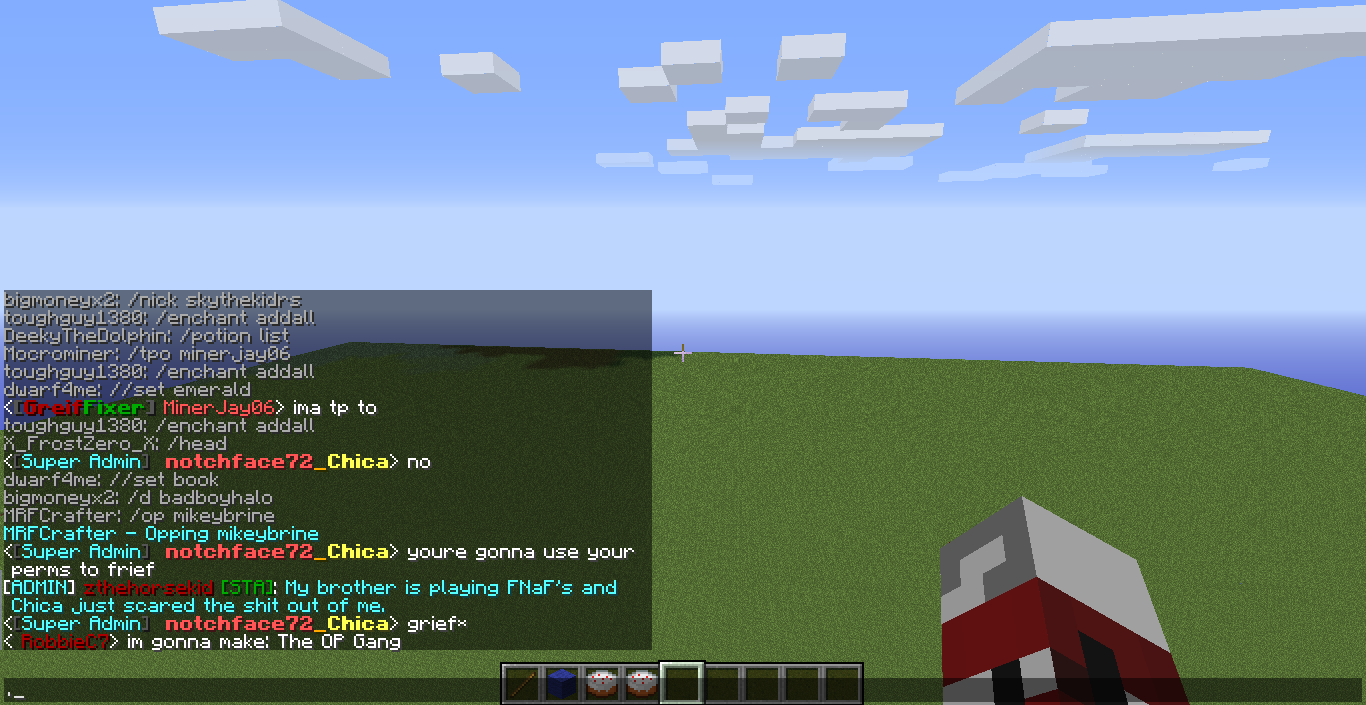 bigmoneyx2: /nick skythekidrs
toughguy1380: /enchant addall
DeekyTheDolphin: /potion list
Mocrominer: /tpo minerjay06
toughguy1380: /enchant addall
dwarf4me: //set emerald
<[GreifFixer] MinerJay06> ima tp to
toughguy1380: /enchant addall
X_FrostZero_X: /head
<[Super Admin] notchface72_Chica> no
dwarf4me: //set book
bigmoneyx2: /d badboyhalo
MRFCrafter: /op mikeybrine
MRFCrafter - Opping mikeybrine
<[Super Admin] notchface72_Chica> youre gonna use your
perms to frief
[ADMIN] zthehorsekid [STA]: My brother is playing FNaF's and
Chica just scared the shit out of me.
<[Super Admin] notchface72_Chica> grief*
< RobbieC7> im gonna make: The OP Gang
._